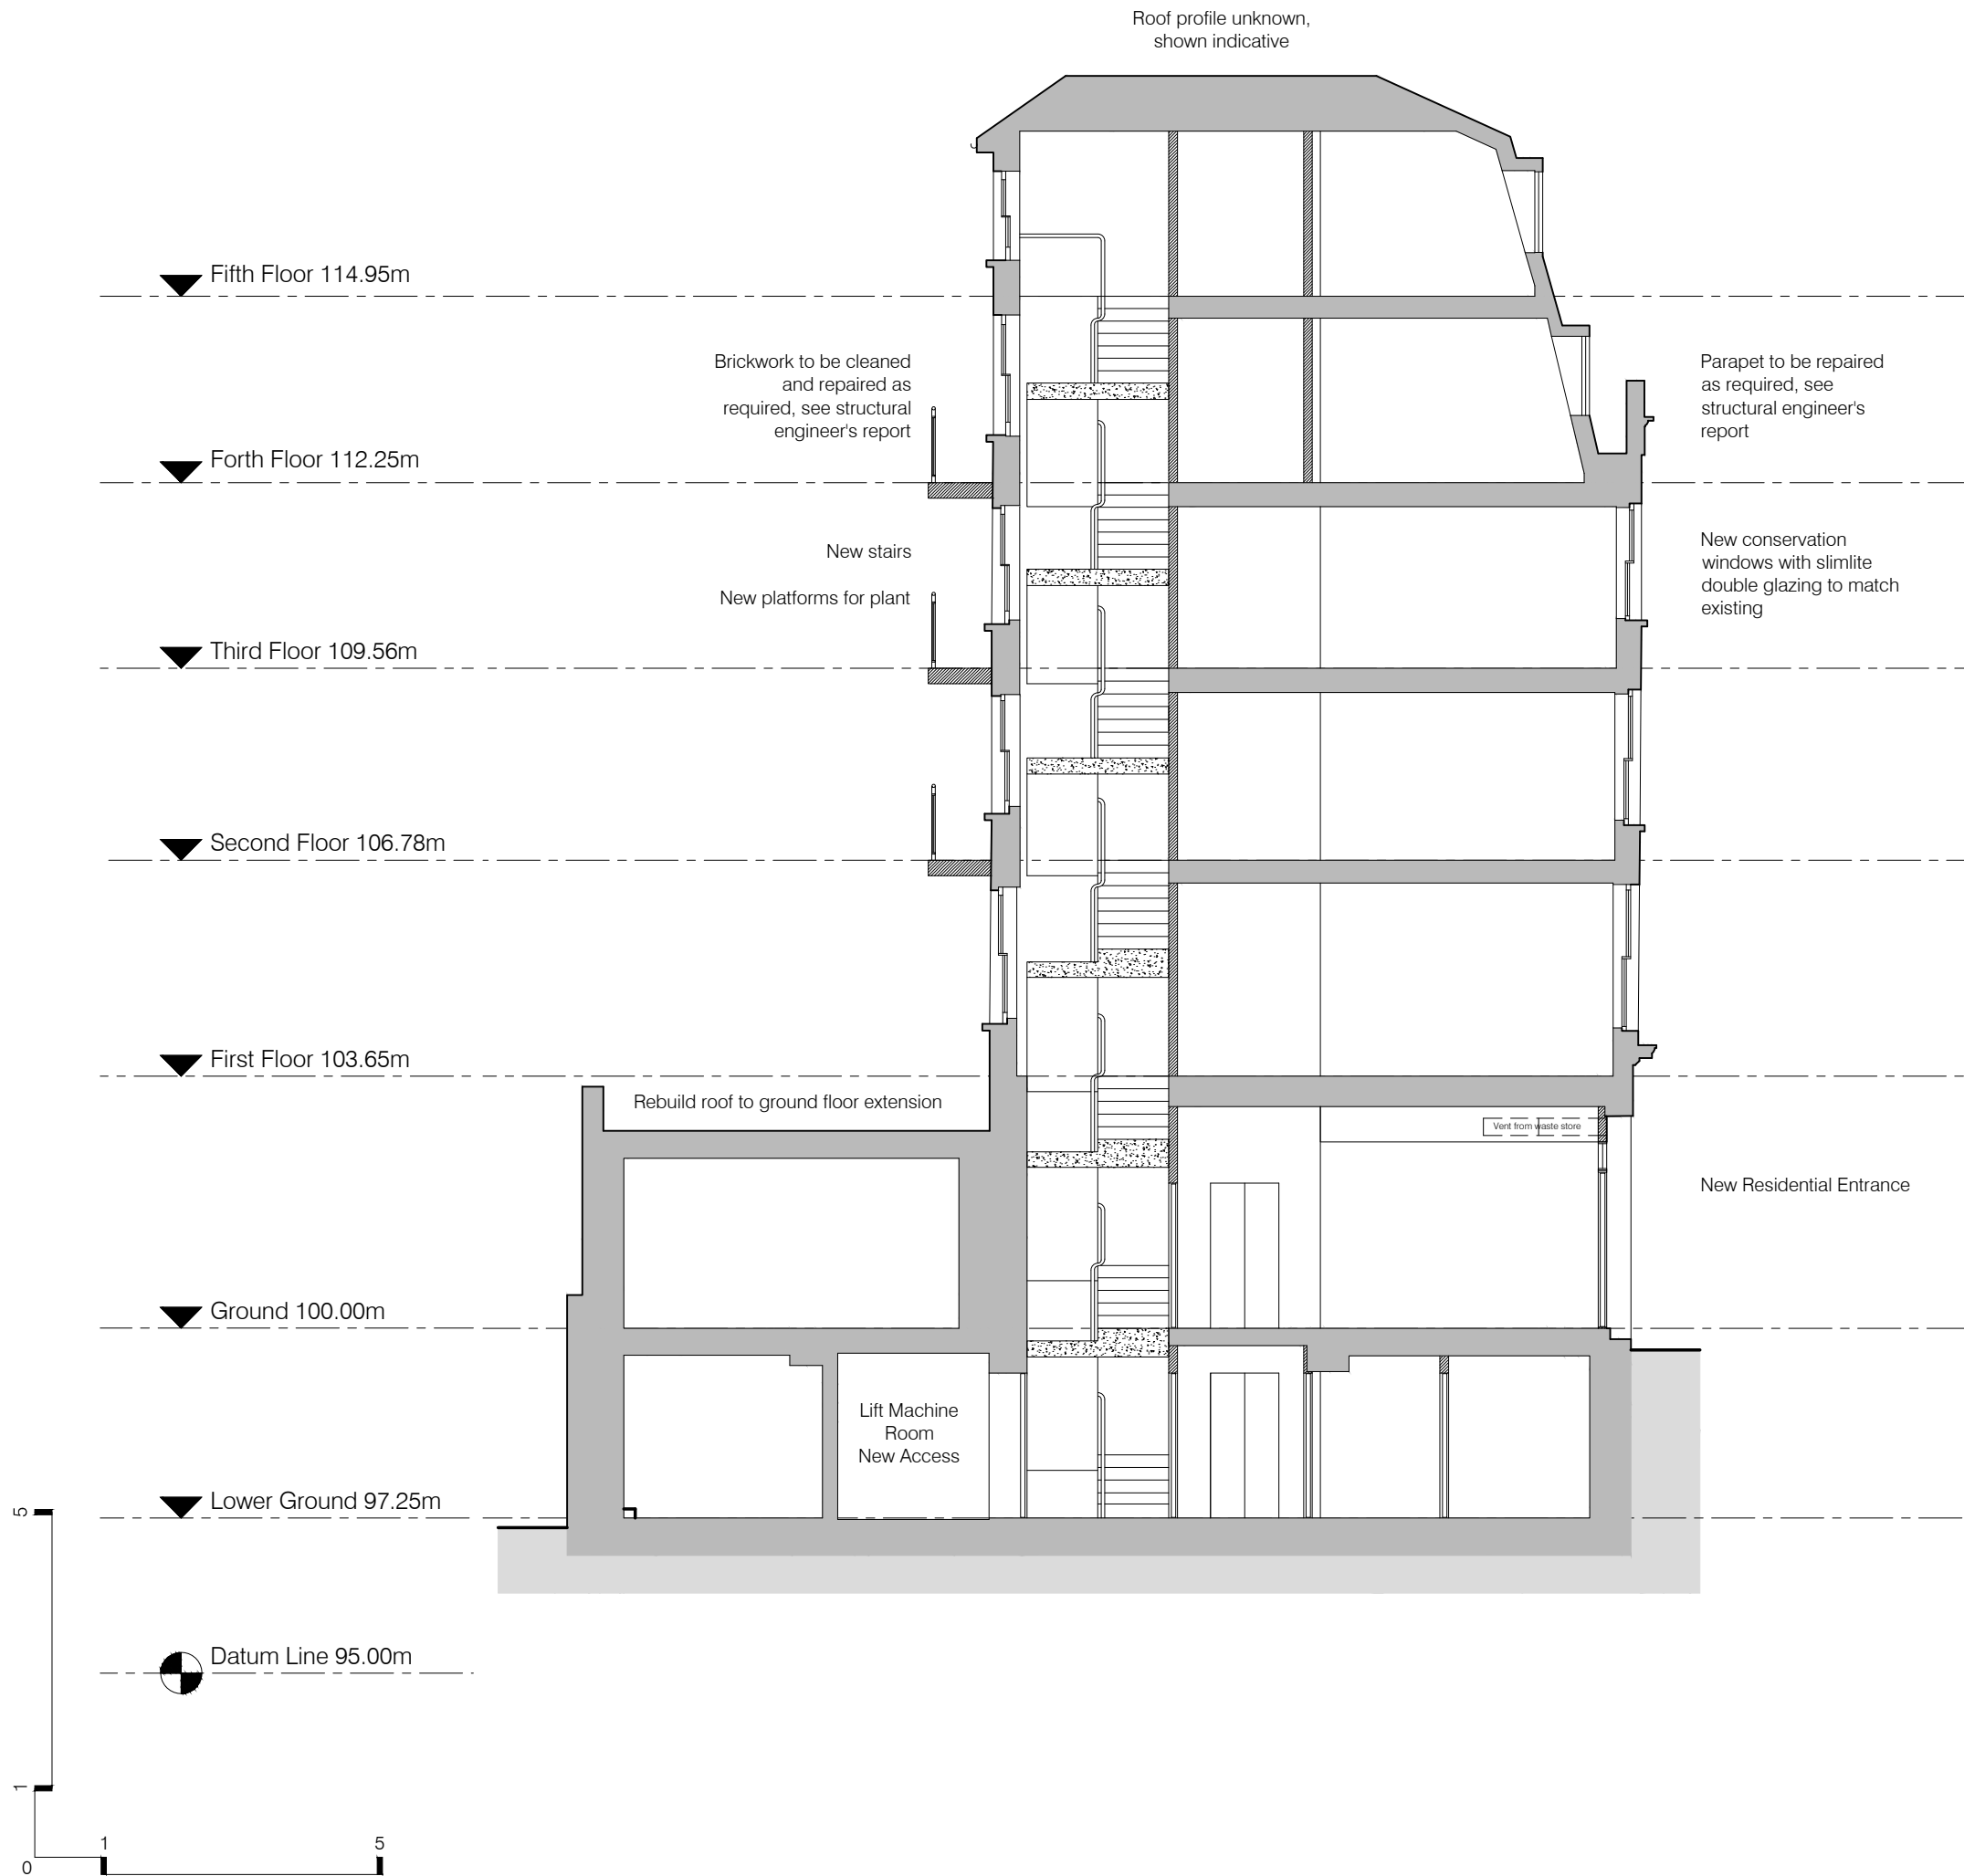 Roof profile unknown,
shown indicative
Fifth Floor 114.95m
Brickwork to be cleaned
and repaired as
required, see structural
engineer's report
Parapet to be repaired
as required, see
structural engineer's
report
Forth Floor 112.25m
New stairs
New platforms for plant
New conservation
windows with slimlite
double glazing to match
existing
Third Floor 109.56m
Second Floor 106.78m
First Floor 103.65m
Rebuild roof to ground floor extension
Vent from waste store
New Residential Entrance
Ground 100.00m
Lift Machine
Room
New Access
Lower Ground 97.25m
Datum Line 95.00m
5
1
0
1
5